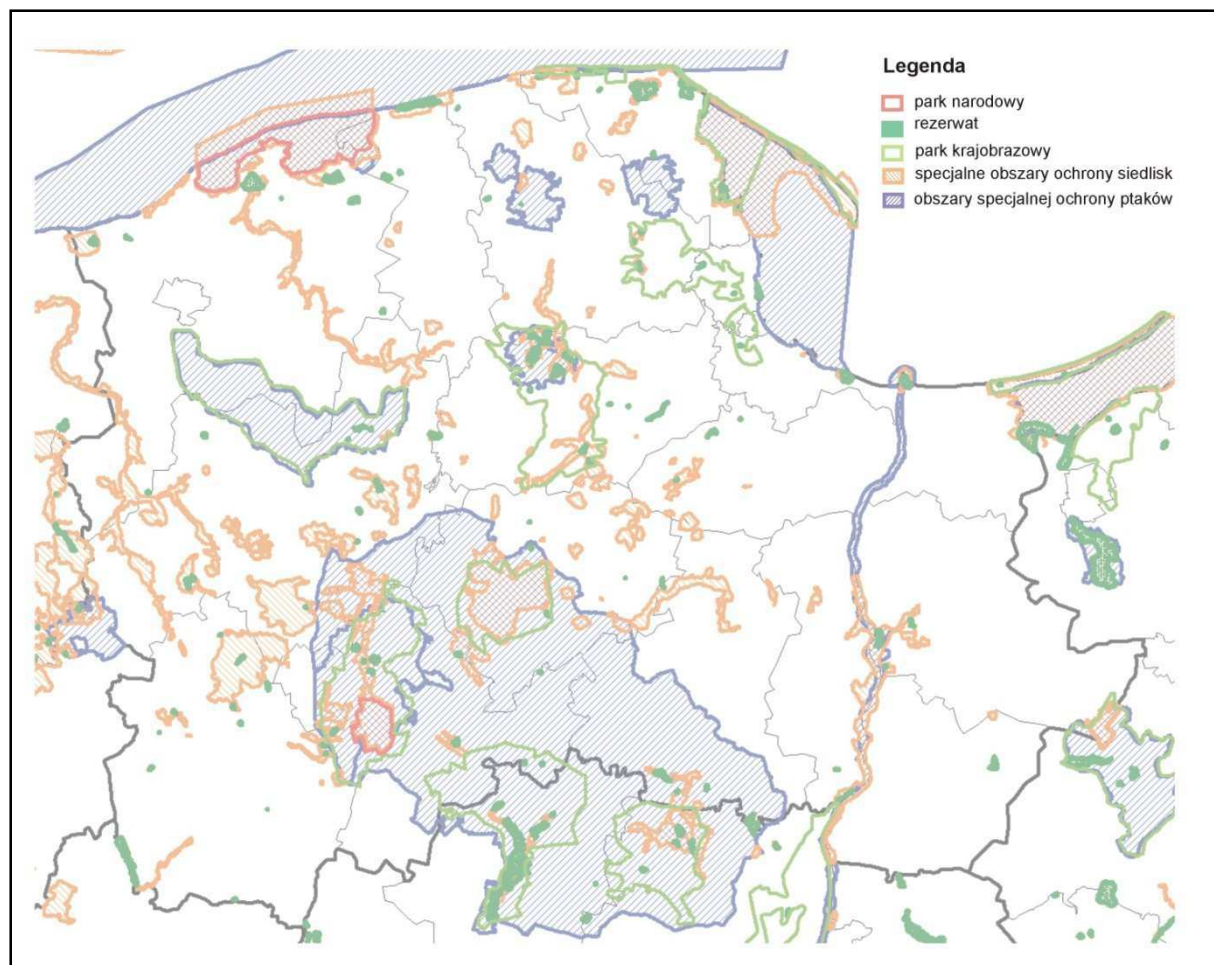 Legenda
park narodowy
rezerwat
park krajobrazowy
specjalne obszary ochrony siedlisk
obszary specjalnej ochrony ptaków